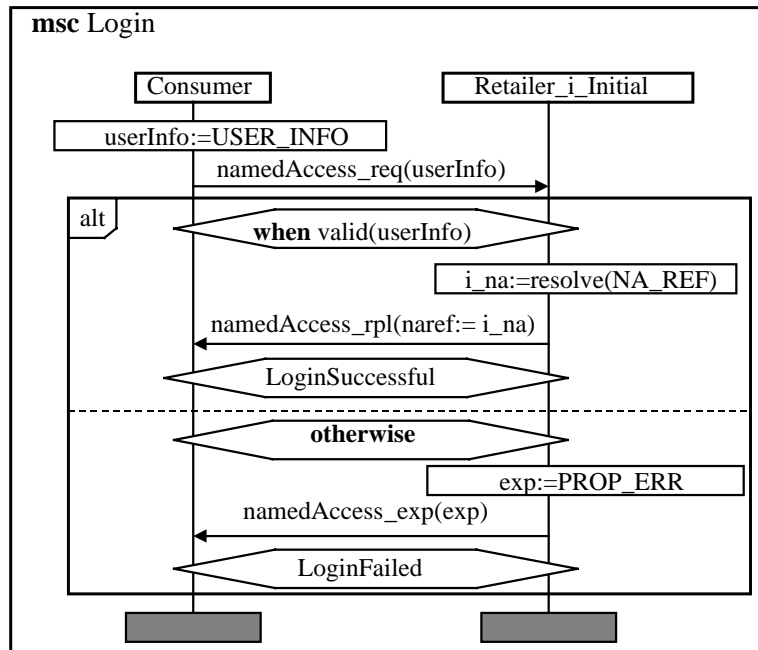 msc Login
Consumer
Retailer_i_Initial
userInfo:=USER_INFO
namedAccess_req(userInfo)
alt
when valid(userInfo)
i_na:=resolve(NA_REF)
namedAccess_rpl(naref:= i_na)
LoginSuccessful
otherwise
exp:=PROP_ERR
namedAccess_exp(exp)
LoginFailed